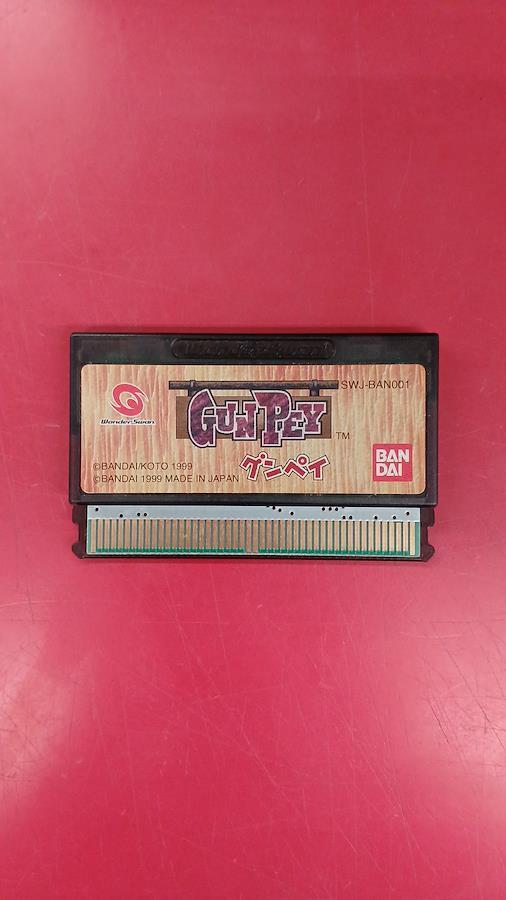 WonderSwan
SWJ-BAN001
GUNPEY
TM
WonderSwan
グンペイ
BAN
DAI
©BANDAI/KOTO 1999
©BANDAI 1999 MADE IN JAPAN